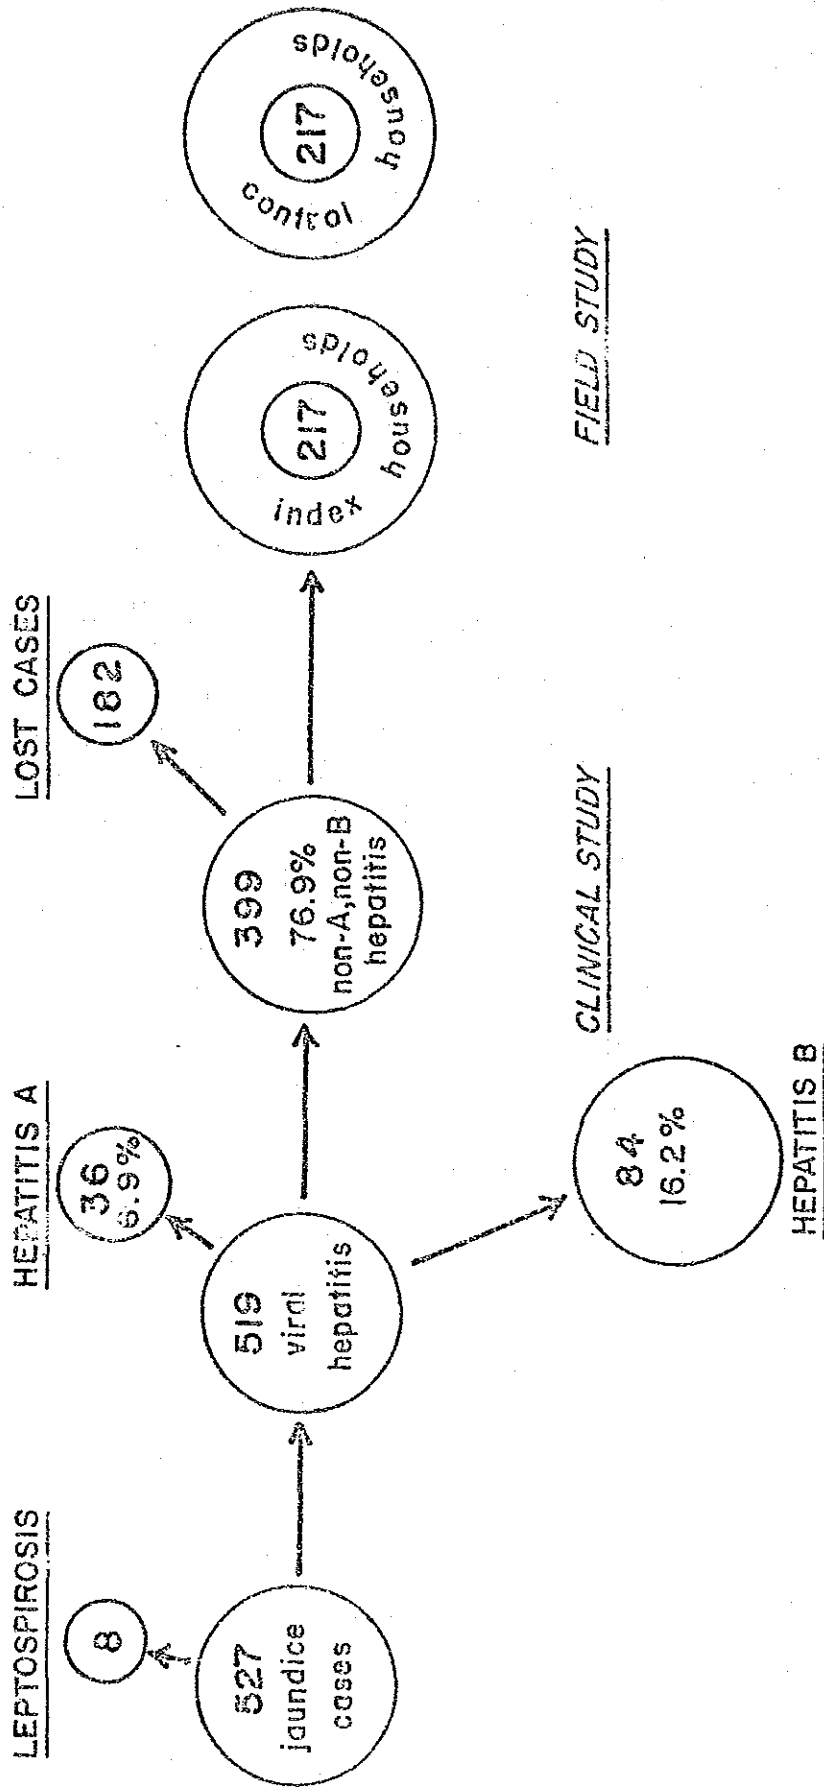 LEPTOSPIROSIS
8
527
jaundice
cases
HEPATITIS A
36
6.9%
519
viral
hepatitis
84
16.2%
HEPATITIS B
LOST CASES
182
399
76.9%
non-A,non-B
hepatitis
CLINICAL STUDY
index
217
households
control
217
households
FIELD STUDY